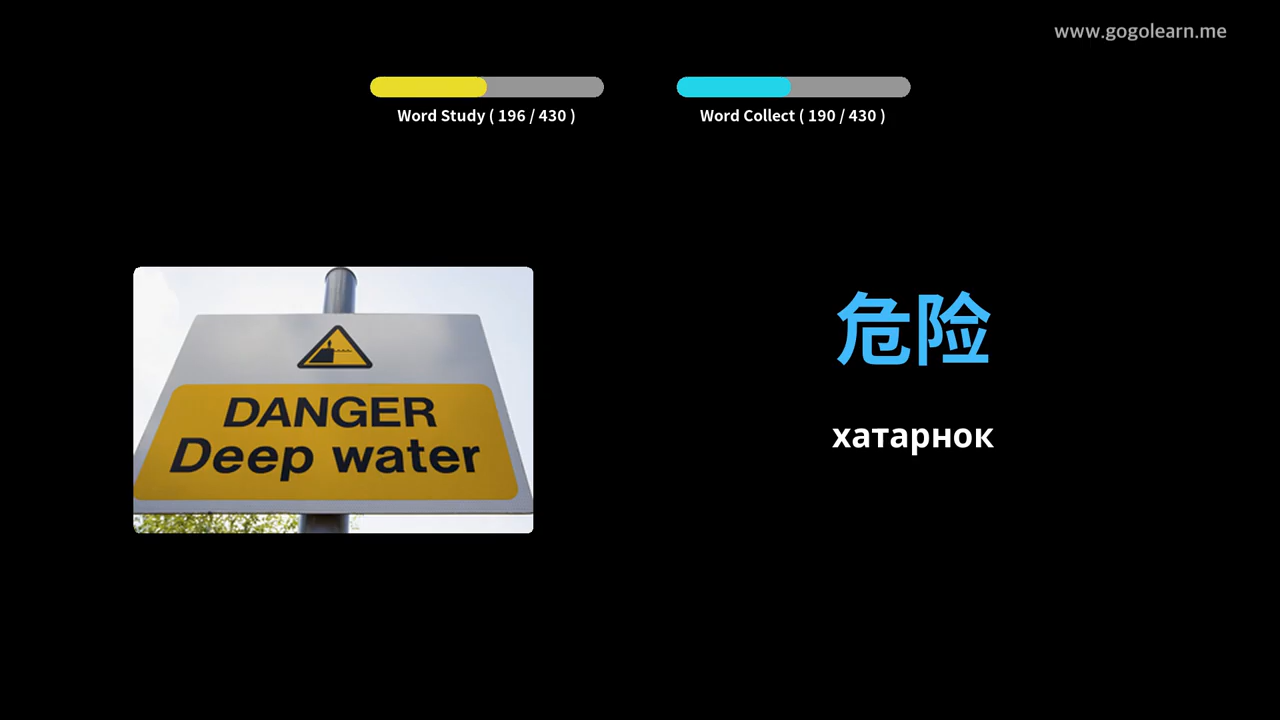 www.gogolearn.me
Word Study ( 196 / 430 )
Word Collect ( 190 / 430 )
DANGER
Deep water
危险
хатарнок